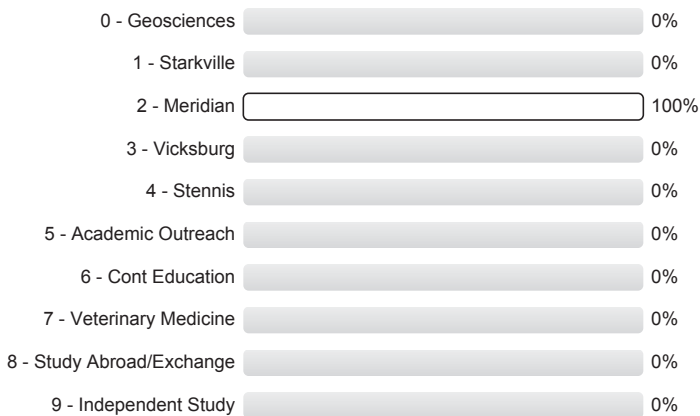 0 - Geosciences 0%
1 - Starkville 0%
2 - Meridian 100%
3 - Vicksburg 0%
4 - Stennis 0%
5 - Academic Outreach 0%
6 - Cont Education 0%
7 - Veterinary Medicine 0%
8 - Study Abroad/Exchange 0%
9 - Independent Study 0%